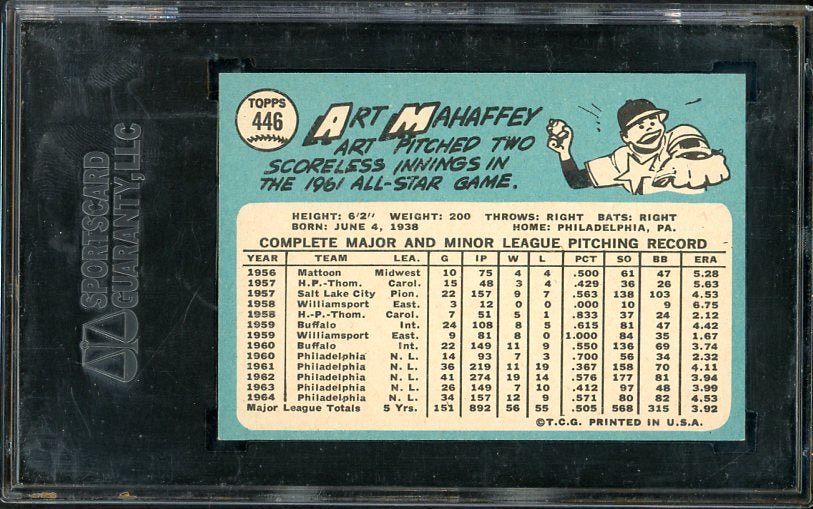 SPORTSCARD
GUARANTY, LLC
TOPPS
446
ART MAHAFFEY
ART PITCHED TWO
SCORELESS INNINGS IN
THE 1961 ALL-STAR GAME.
HEIGHT: 6'2" WEIGHT: 200 THROWS: RIGHT BATS: RIGHT
BORN: JUNE 4, 1938 HOME: PHILADELPHIA, PA.
COMPLETE MAJOR AND MINOR LEAGUE PITCHING RECORD
YEAR TEAM LEA. G IP W L PCT SO BB ERA
1956 Mattoon Midwest 10 75 4 4 .500 61 47 5.28
1957 H.P.-Thom. Carol. 15 48 3 4 .429 36 26 5.63
1957 Salt Lake City Pion. 22 157 9 7 .563 138 103 4.53
1958 Williamsport East. 3 12 0 0 .000 10 9 6.75
1958 H.-P.-Thom. Carol. 7 51 5 1 .833 37 24 2.12
1959 Buffalo Int. 24 108 8 5 .615 81 47 4.42
1959 Williamsport East. 9 81 8 0 1.000 84 35 1.67
1960 Buffalo Int. 22 149 11 9 .550 136 69 3.74
1960 Philadelphia N. L. 14 93 7 3 .700 56 34 2.32
1961 Philadelphia N. L. 36 219 11 19 .367 158 70 4.11
1962 Philadelphia N. L. 41 274 19 14 .576 177 81 3.94
1963 Philadelphia N. L. 26 149 7 10 .412 97 48 3.99
1964 Philadelphia N. L. 34 157 12 9 .571 80 82 4.53
Major League Totals 5 Yrs. 151 892 56 55 .505 568 315 3.92
©T.C.G. PRINTED IN U.S.A.